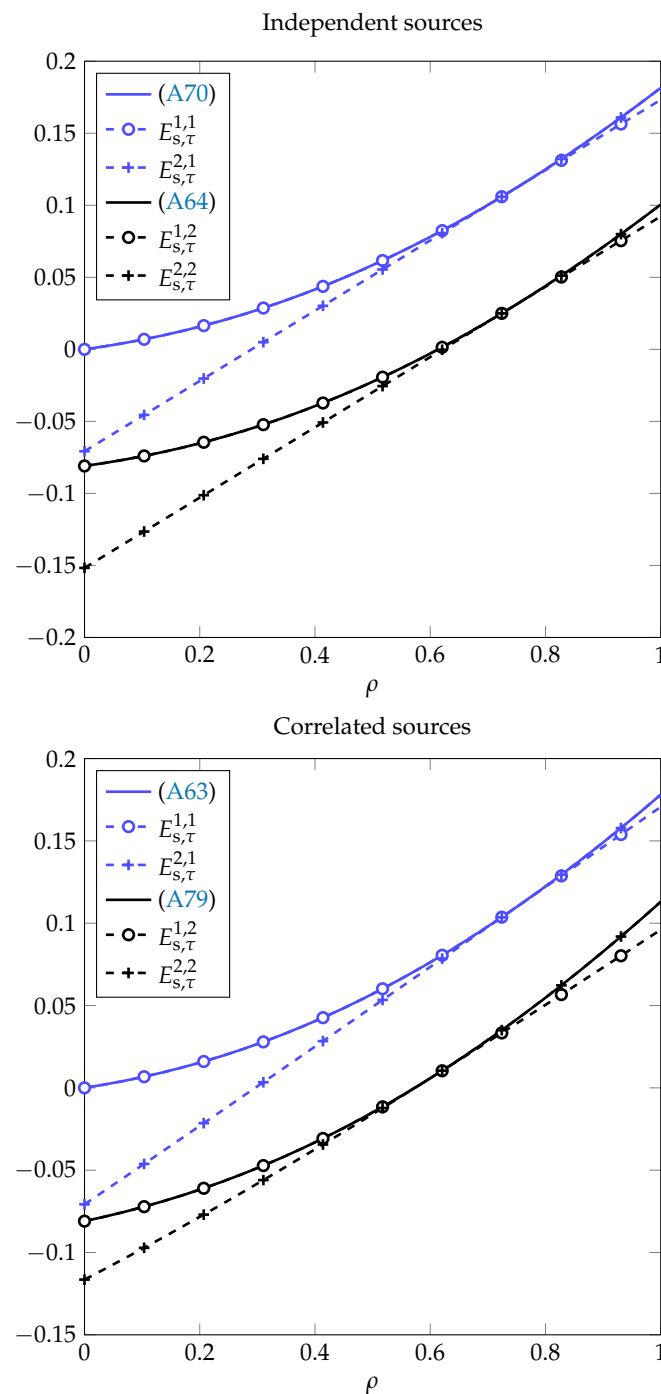 Independent sources
0.2
0.15
0.1
0.05
0
−0.05
−0.1
−0.15
−0.2
(A70)
E_{s,τ}^{1,1}
E_{s,τ}^{2,1}
(A64)
E_{s,τ}^{1,2}
E_{s,τ}^{2,2}
0 0.2 0.4 0.6 0.8 1
ρ
Correlated sources
0.2
0.15
0.1
0.05
0
−0.05
−0.1
−0.15
(A63)
E_{s,τ}^{1,1}
E_{s,τ}^{2,1}
(A79)
E_{s,τ}^{1,2}
E_{s,τ}^{2,2}
0 0.2 0.4 0.6 0.8 1
ρ